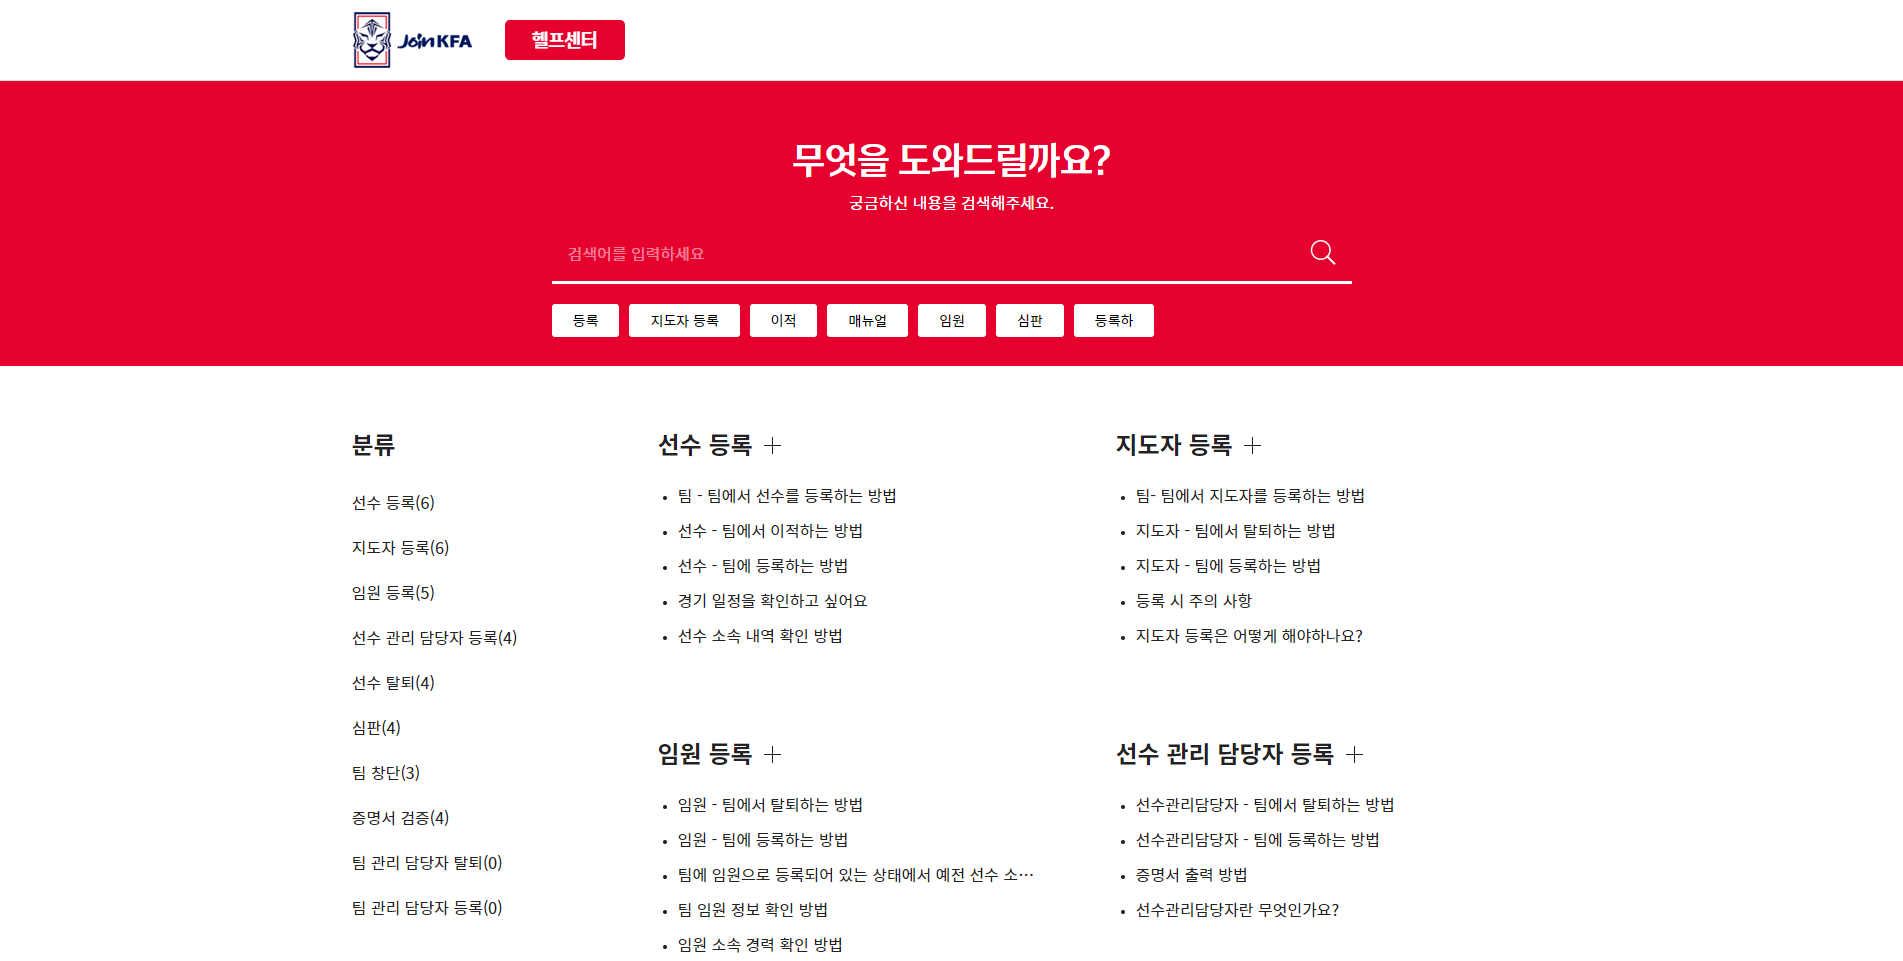 JoinKFA
헬프센터
무엇을 도와드릴까요?
궁금하신 내용을 검색해주세요.
검색어를 입력하세요
등록
지도자 등록
이적
매뉴얼
임원
심판
등록하
분류
선수 등록(6)
지도자 등록(6)
임원 등록(5)
선수 관리 담당자 등록(4)
선수 탈퇴(4)
심판(4)
팀 창단(3)
증명서 검증(4)
팀 관리 담당자 탈퇴(0)
팀 관리 담당자 등록(0)
선수 등록
팀 - 팀에서 선수를 등록하는 방법
선수 - 팀에서 이적하는 방법
선수 - 팀에 등록하는 방법
경기 일정을 확인하고 싶어요
선수 소속 내역 확인 방법
지도자 등록
팀- 팀에서 지도자를 등록하는 방법
지도자 - 팀에서 탈퇴하는 방법
지도자 - 팀에 등록하는 방법
등록 시 주의 사항
지도자 등록은 어떻게 해야하나요?
임원 등록
임원 - 팀에서 탈퇴하는 방법
임원 - 팀에 등록하는 방법
팀에 임원으로 등록되어 있는 상태에서 예전 선수 소…
팀 임원 정보 확인 방법
임원 소속 경력 확인 방법
선수 관리 담당자 등록
선수관리담당자 - 팀에서 탈퇴하는 방법
선수관리담당자 - 팀에 등록하는 방법
증명서 출력 방법
선수관리담당자란 무엇인가요?